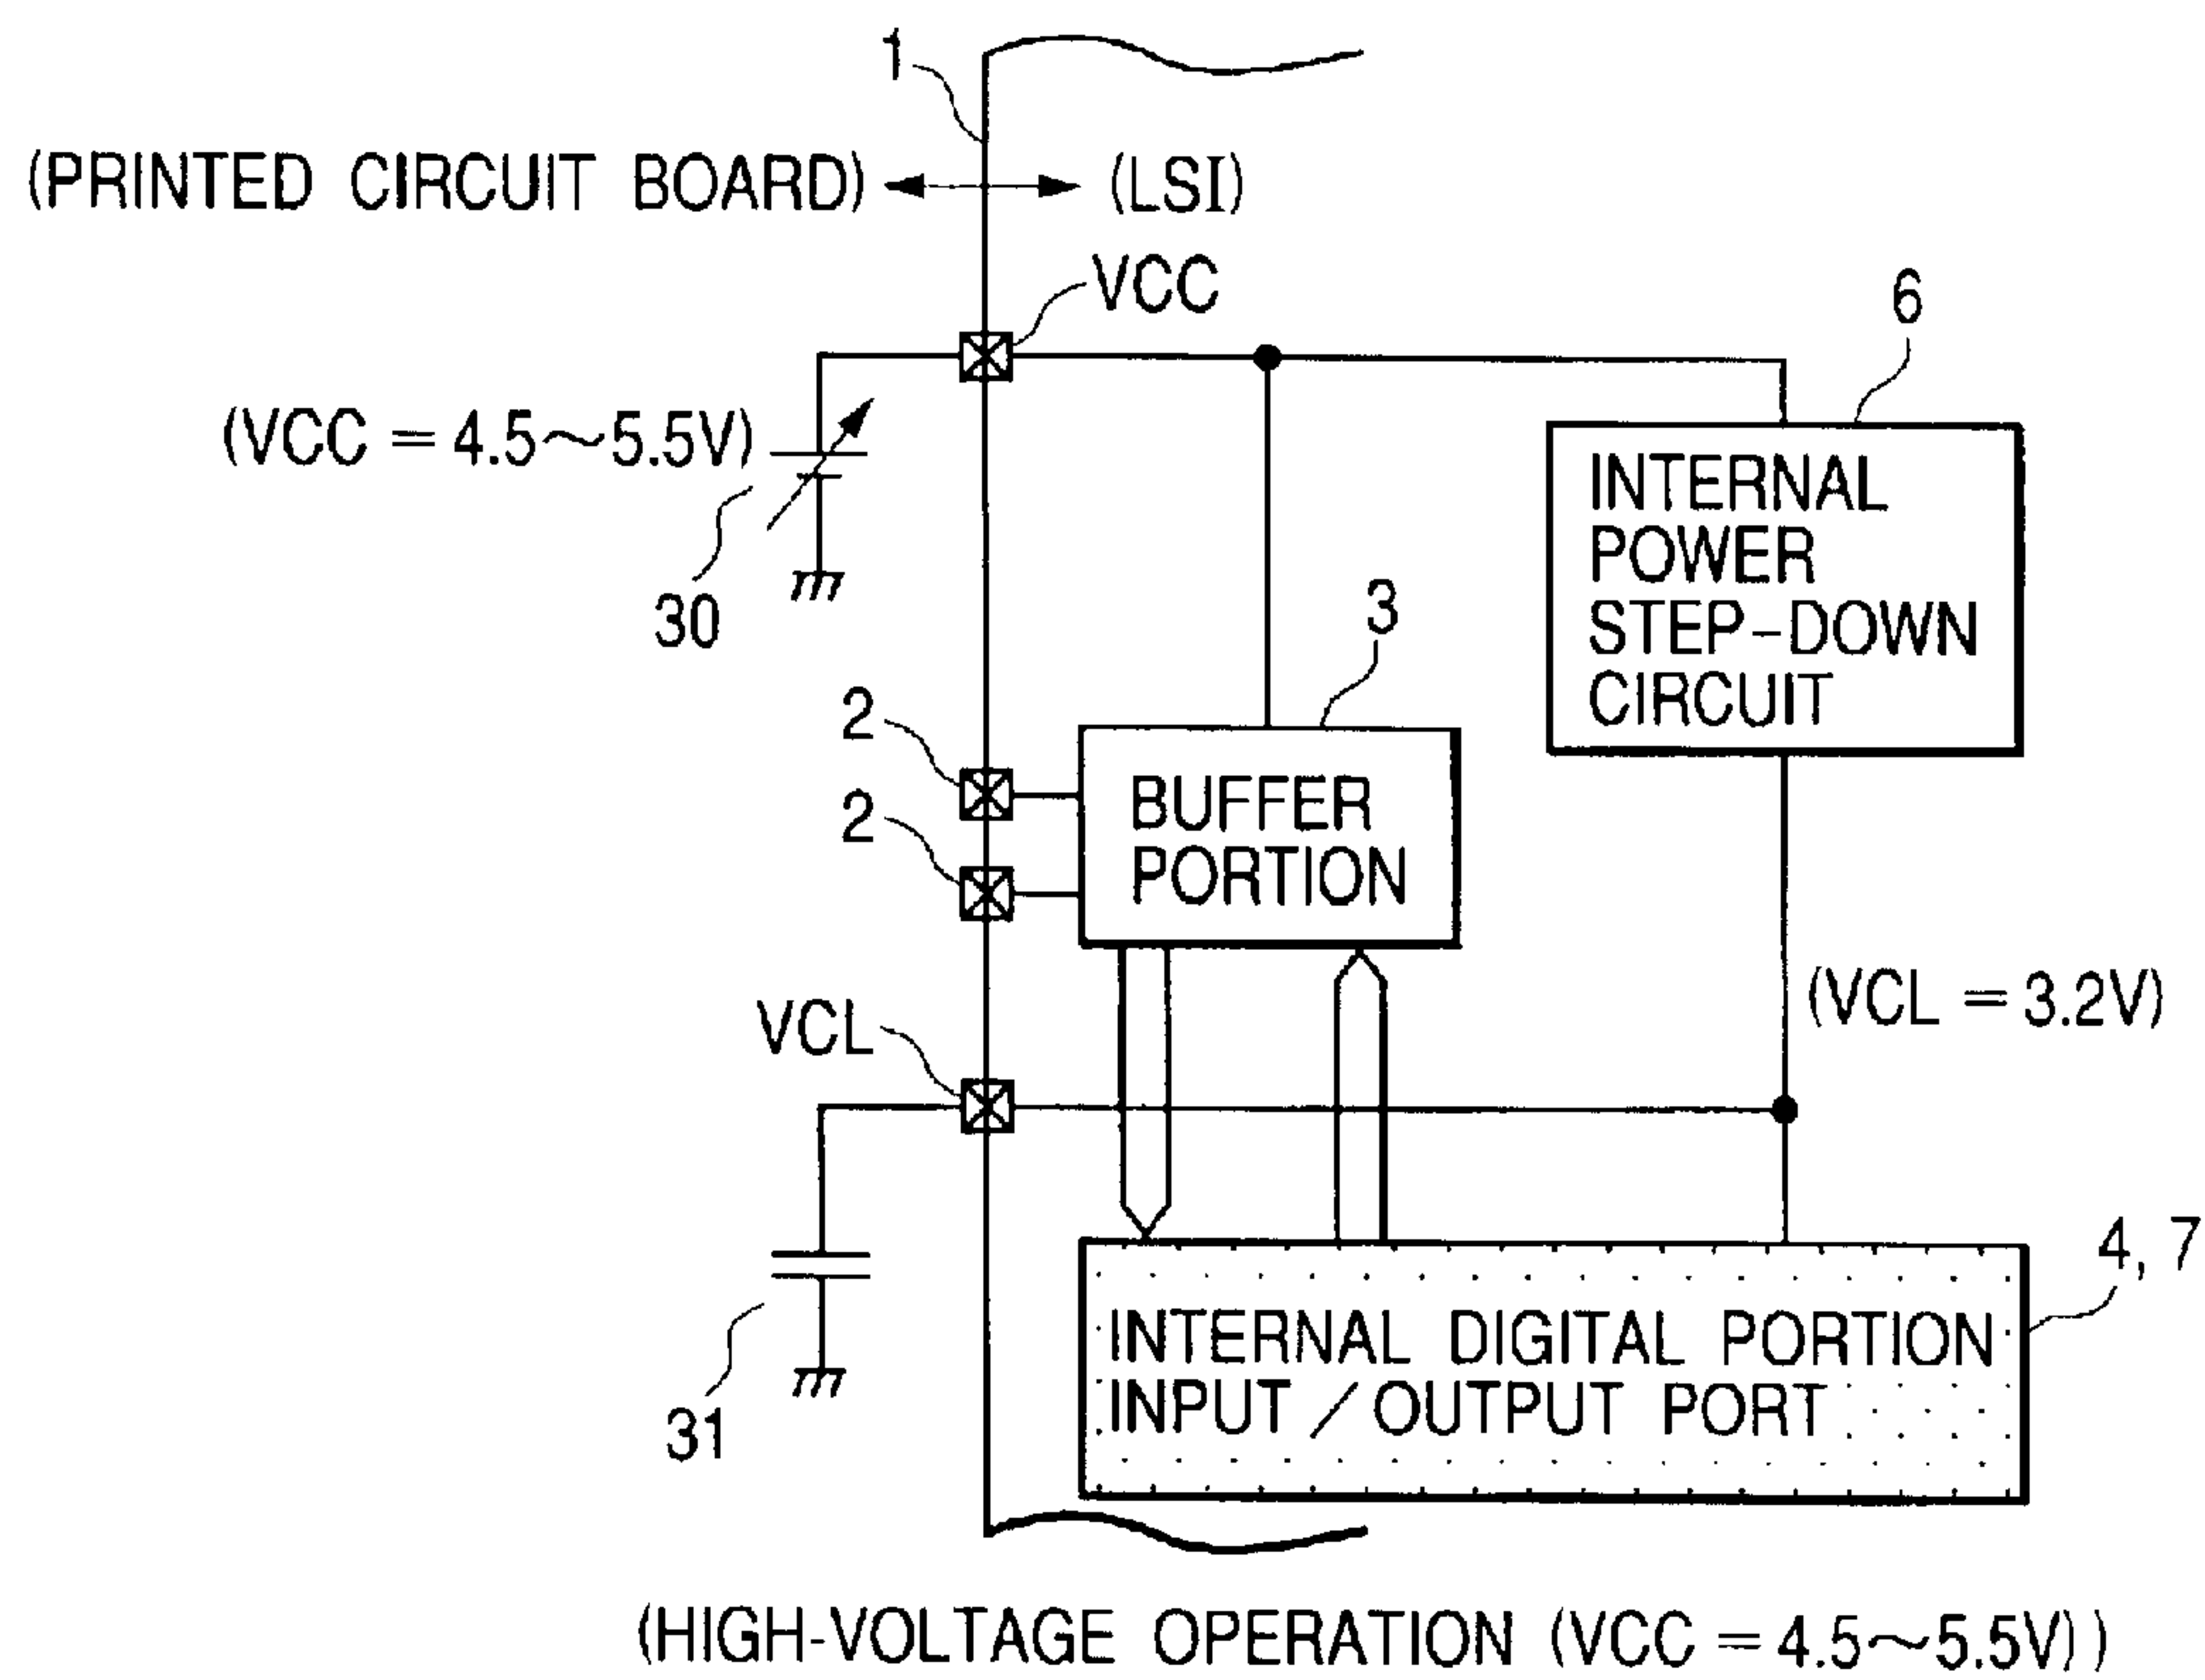 1
(PRINTED CIRCUIT BOARD)
(LSI)
VCC
6
(VCC = 4.5～5.5V)
30
INTERNAL
POWER
STEP-DOWN
CIRCUIT
3
2
2
BUFFER
PORTION
VCL
(VCL = 3.2V)
31
4, 7
INTERNAL DIGITAL PORTION
INPUT/OUTPUT PORT
(HIGH-VOLTAGE OPERATION (VCC = 4.5～5.5V))